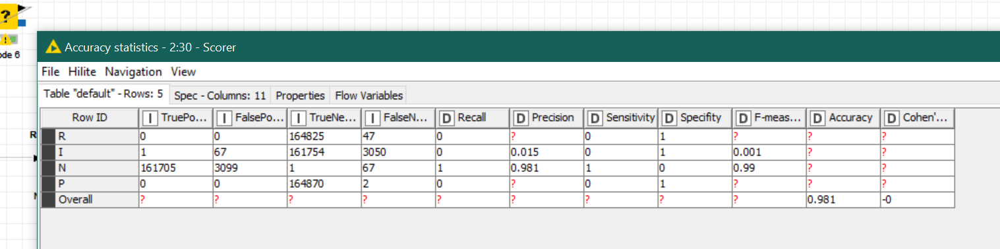 ?
!
ode 6
Accuracy statistics - 2:30 - Scorer
File Hilite Navigation View
Table "default" - Rows: 5 Spec - Columns: 11 Properties Flow Variables
Row ID I TruePo... I FalsePo... I TrueNe... I FalseN... D Recall D Precision D Sensitivity D Specifity D F-meas... D Accuracy D Cohen'...
R 0 0 164825 47 0 ? 0 1 ? ? ?
I 1 67 161754 3050 0 0.015 0 1 0.001 ? ?
N 161705 3099 1 67 1 0.981 1 0 0.99 ? ?
P 0 0 164870 2 0 ? 0 1 ? ? ?
Overall ? ? ? ? ? ? ? ? ? 0.981 -0
R